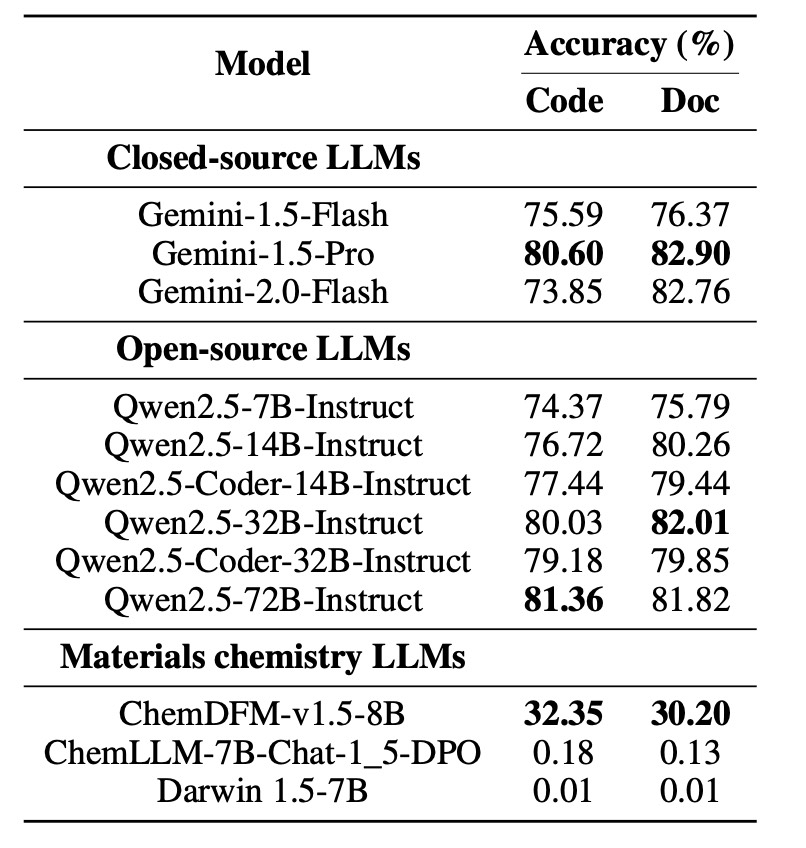 Model Accuracy (%)
Code Doc
Closed-source LLMs
Gemini-1.5-Flash 75.59 76.37
Gemini-1.5-Pro 80.60 82.90
Gemini-2.0-Flash 73.85 82.76
Open-source LLMs
Qwen2.5-7B-Instruct 74.37 75.79
Qwen2.5-14B-Instruct 76.72 80.26
Qwen2.5-Coder-14B-Instruct 77.44 79.44
Qwen2.5-32B-Instruct 80.03 82.01
Qwen2.5-Coder-32B-Instruct 79.18 79.85
Qwen2.5-72B-Instruct 81.36 81.82
Materials chemistry LLMs
ChemDFM-v1.5-8B 32.35 30.20
ChemLLM-7B-Chat-1_5-DPO 0.18 0.13
Darwin 1.5-7B 0.01 0.01